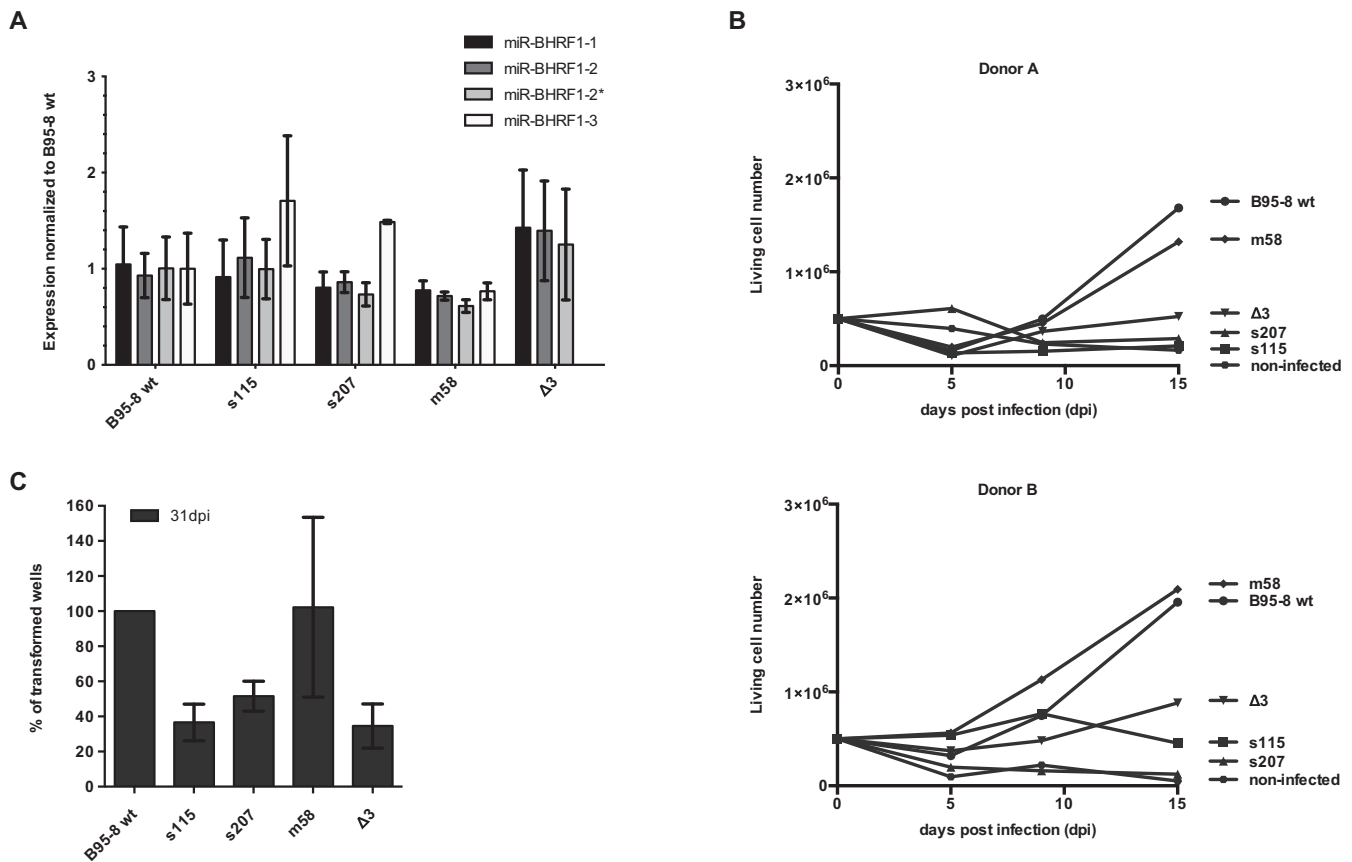 A
miR-BHRF1-1
miR-BHRF1-2
miR-BHRF1-2*
miR-BHRF1-3
Expression normalized to B95-8 wt
3
2
1
0
B95-8 wt
s115
s207
m58
Δ3
B
Donor A
Living cell number
3×10⁶
2×10⁶
1×10⁶
0
0
5
10
15
days post infection (dpi)
B95-8 wt
m58
Δ3
s207
s115
non-infected
C
31dpi
% of transformed wells
160
140
120
100
80
60
40
20
0
B95-8 wt
s115
s207
m58
Δ3
Donor B
Living cell number
3×10⁶
2×10⁶
1×10⁶
0
0
5
10
15
days post infection (dpi)
m58
B95-8 wt
Δ3
s115
s207
non-infected